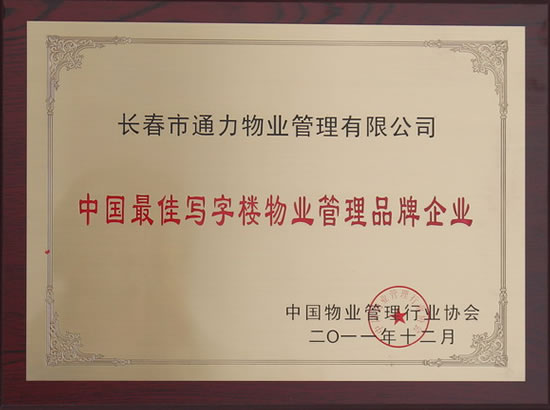 长春市通力物业管理有限公司
中国最佳写字楼物业管理品牌企业
中国物业管理行业协会
二〇一一年十二月